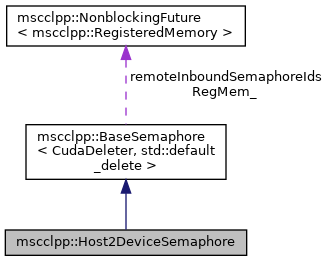 mscclpp::NonblockingFuture
< mscclpp::RegisteredMemory >
remoteInboundSemaphoreIds
RegMem_
mscclpp::BaseSemaphore
< CudaDeleter, std::default
_delete >
mscclpp::Host2DeviceSemaphore